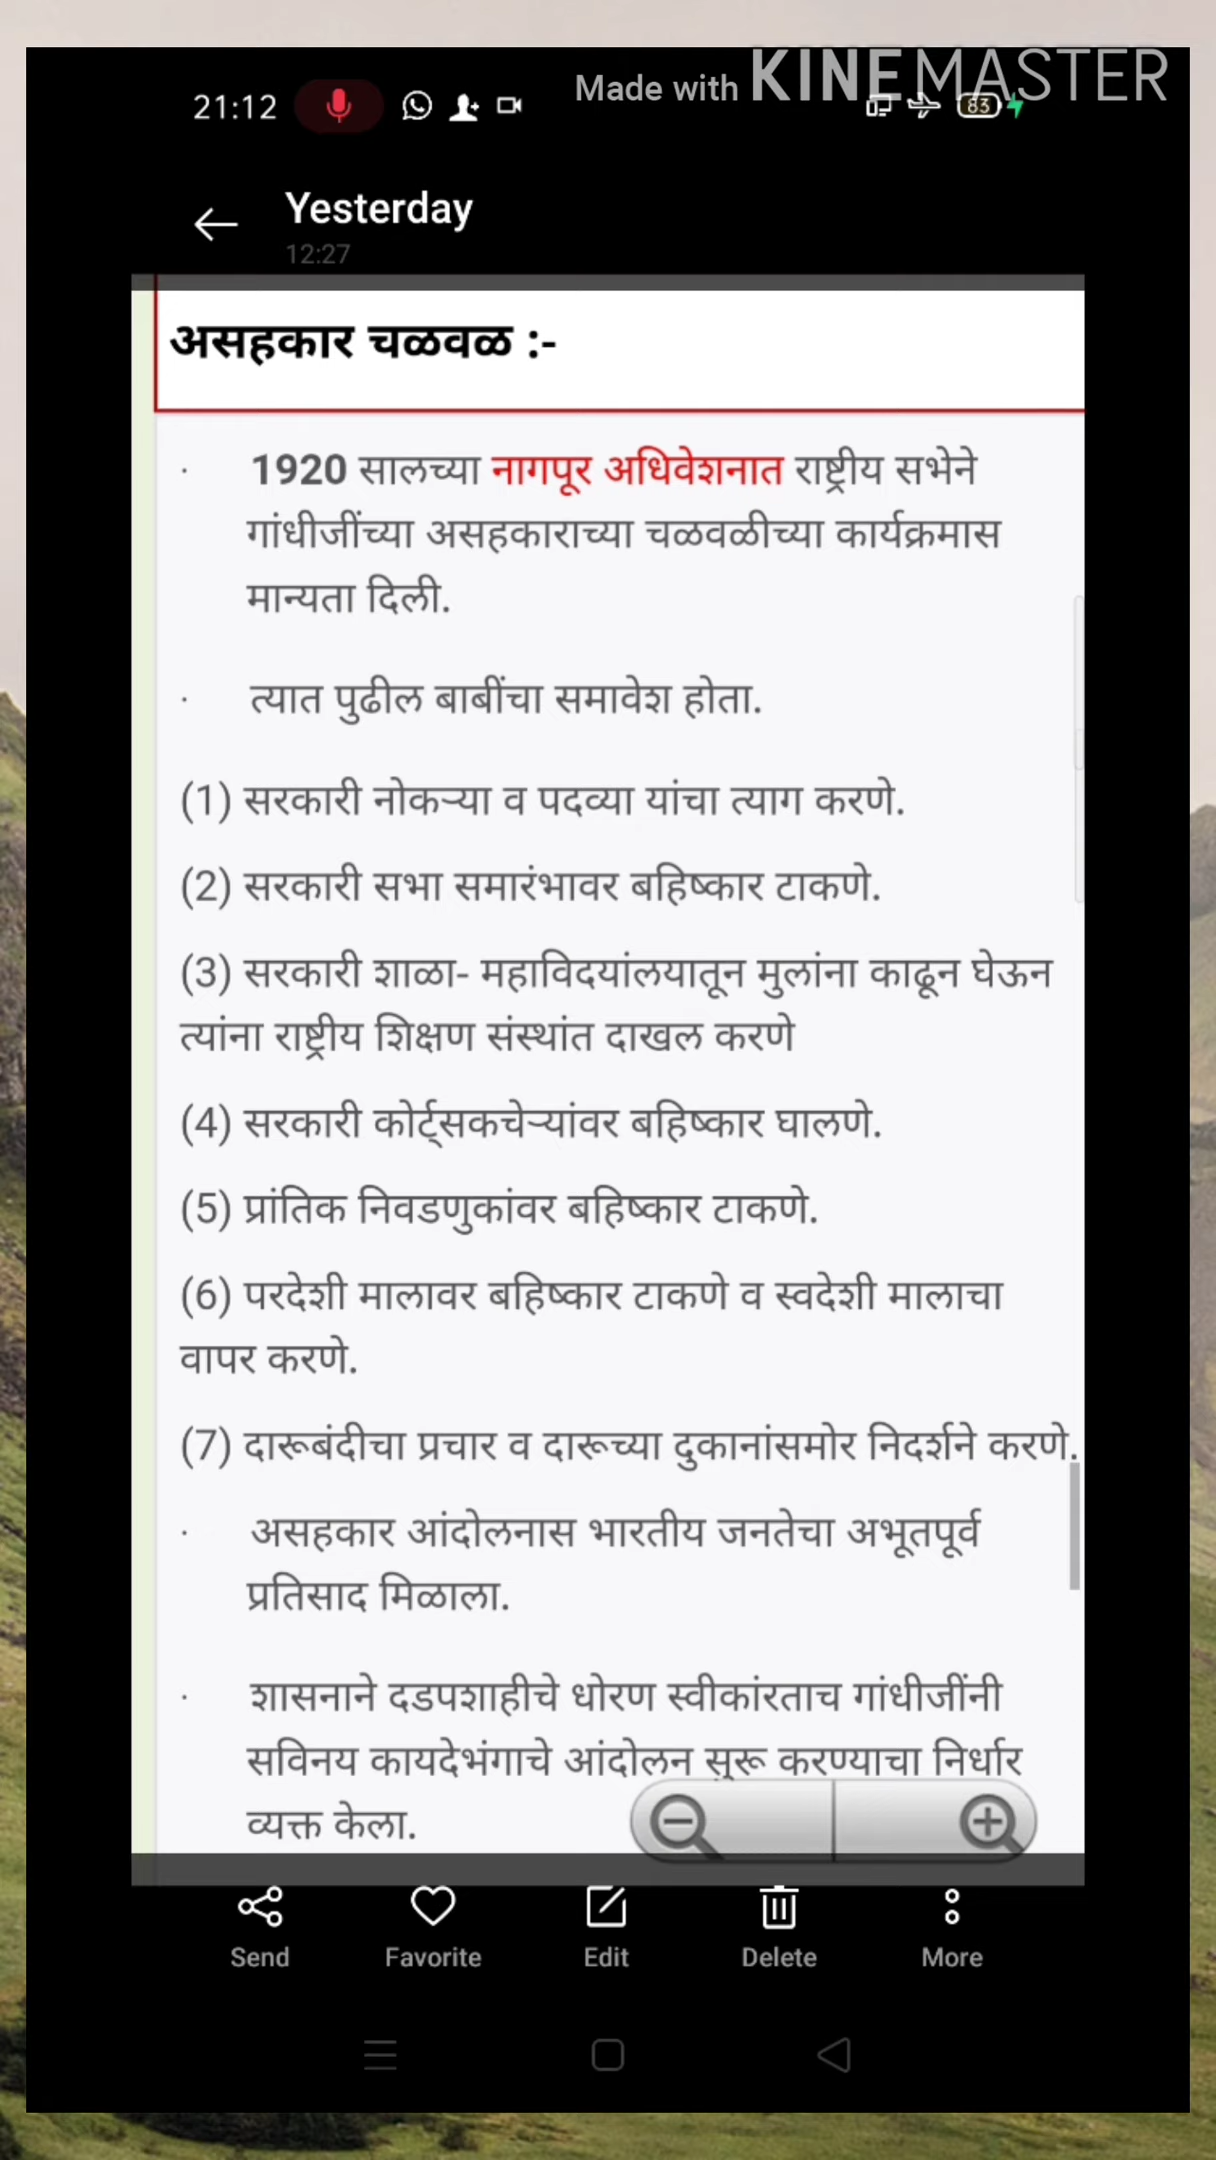 Made with KINEMASTER
21:12
83
Yesterday
12:27
असहकार चळवळ :-
· 1920 सालच्या नागपूर अधिवेशनात राष्ट्रीय सभेने
गांधीजींच्या असहकाराच्या चळवळीच्या कार्यक्रमास
मान्यता दिली.
· त्यात पुढील बाबींचा समावेश होता.
(1) सरकारी नोकऱ्या व पदव्या यांचा त्याग करणे.
(2) सरकारी सभा समारंभावर बहिष्कार टाकणे.
(3) सरकारी शाळा- महाविदयांलयातून मुलांना काढून घेऊन
त्यांना राष्ट्रीय शिक्षण संस्थांत दाखल करणे
(4) सरकारी कोर्ट्सकचेऱ्यांवर बहिष्कार घालणे.
(5) प्रांतिक निवडणुकांवर बहिष्कार टाकणे.
(6) परदेशी मालावर बहिष्कार टाकणे व स्वदेशी मालाचा
वापर करणे.
(7) दारूबंदीचा प्रचार व दारूच्या दुकानांसमोर निदर्शने करणे.
· असहकार आंदोलनास भारतीय जनतेचा अभूतपूर्व
प्रतिसाद मिळाला.
· शासनाने दडपशाहीचे धोरण स्वीकांरताच गांधीजींनी
सविनय कायदेभंगाचे आंदोलन सुरू करण्याचा निर्धार
व्यक्त केला.
Send Favorite Edit Delete More